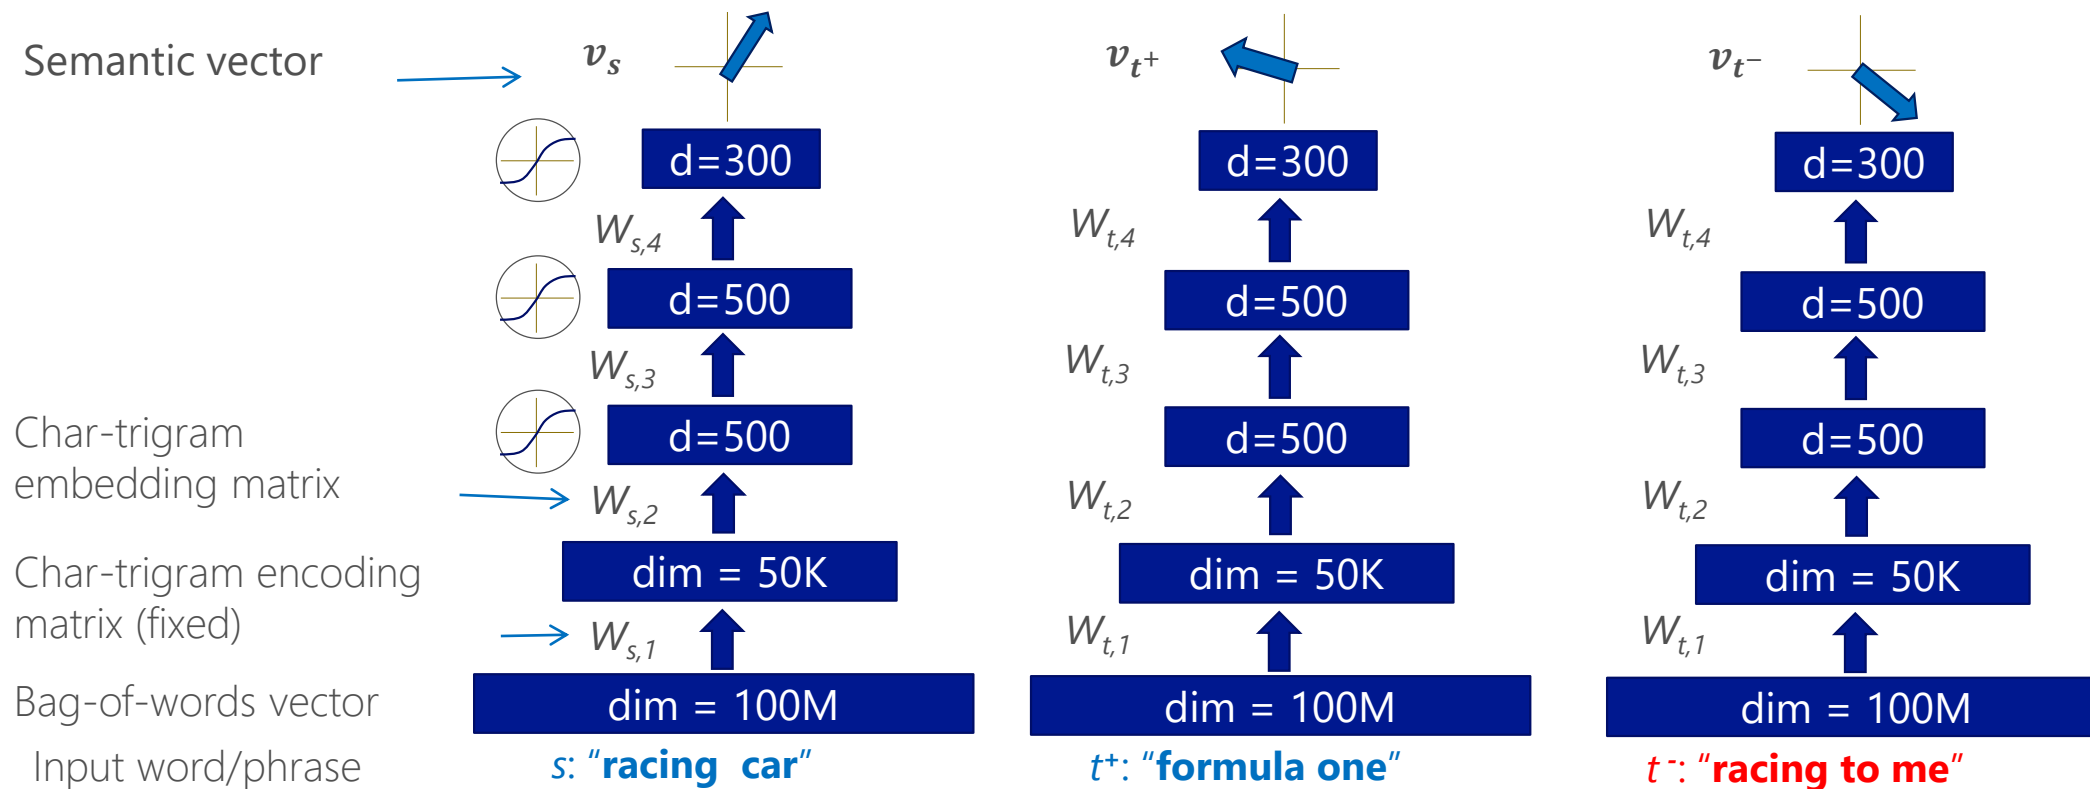 Semantic vector
v_s
v_t+
v_t-
d=300
d=300
d=300
W_s,4
W_t,4
W_t,4
d=500
d=500
d=500
W_s,3
W_t,3
W_t,3
d=500
d=500
d=500
Char-trigram
embedding matrix
W_s,2
W_t,2
W_t,2
dim = 50K
dim = 50K
dim = 50K
Char-trigram encoding
matrix (fixed)
W_s,1
W_t,1
W_t,1
Bag-of-words vector
dim = 100M
dim = 100M
dim = 100M
Input word/phrase
s: “racing car”
t+: “formula one”
t-: “racing to me”